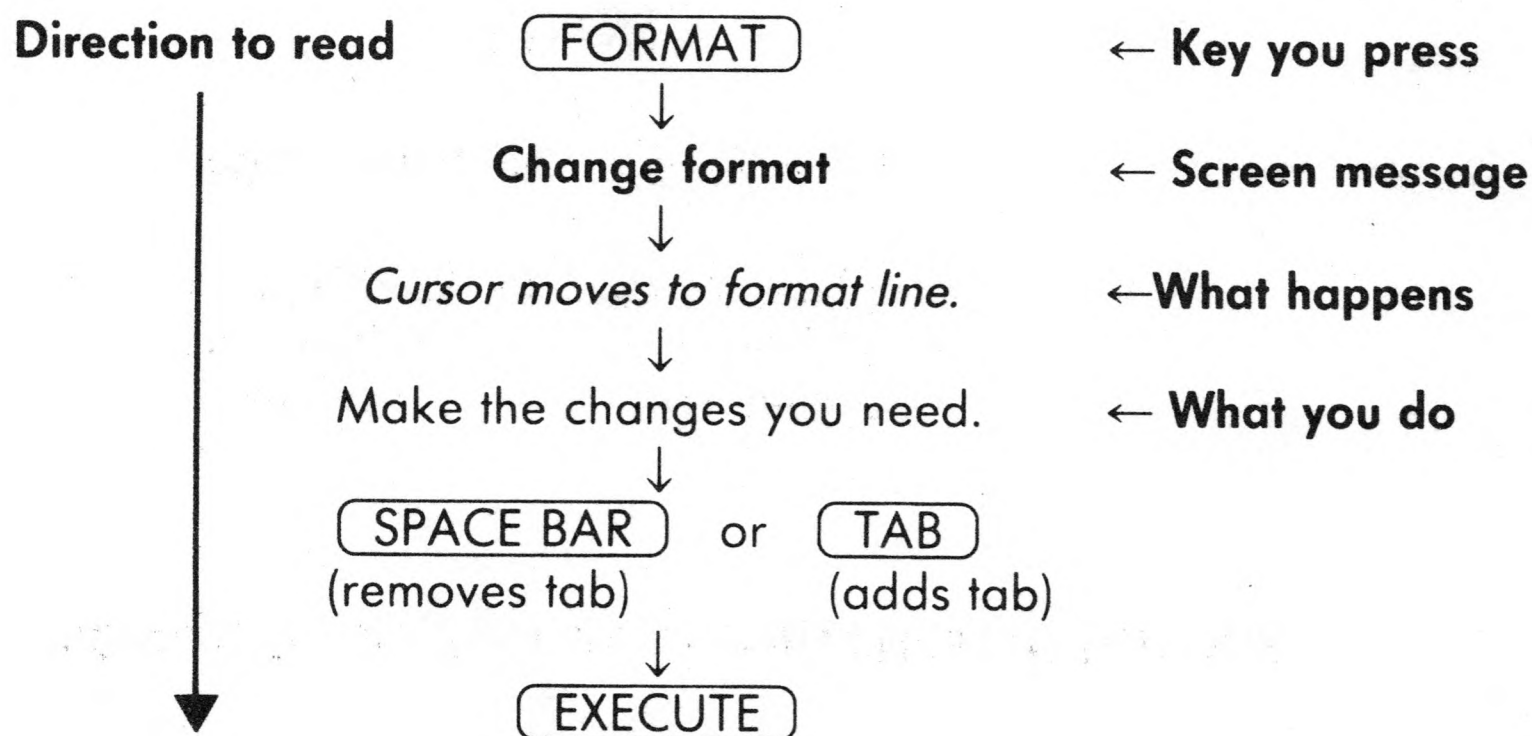 Direction to read FORMAT ← Key you press
↓
Change format ← Screen message
↓
Cursor moves to format line. ←What happens
↓
Make the changes you need. ← What you do
↓
SPACE BAR or TAB
(removes tab) (adds tab)
↓
EXECUTE